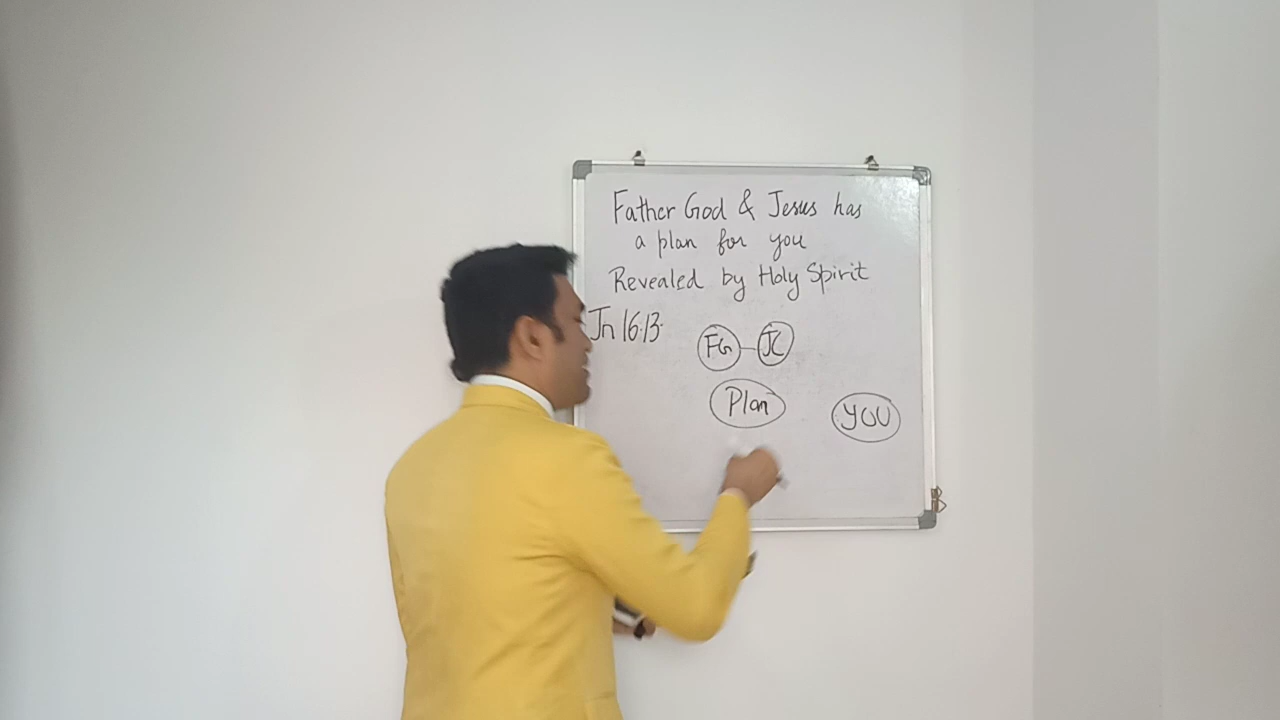 Father God & Jesus has
a plan for you
Revealed by Holy Spirit
Jn 16:13.
FG JC
Plan
YOU